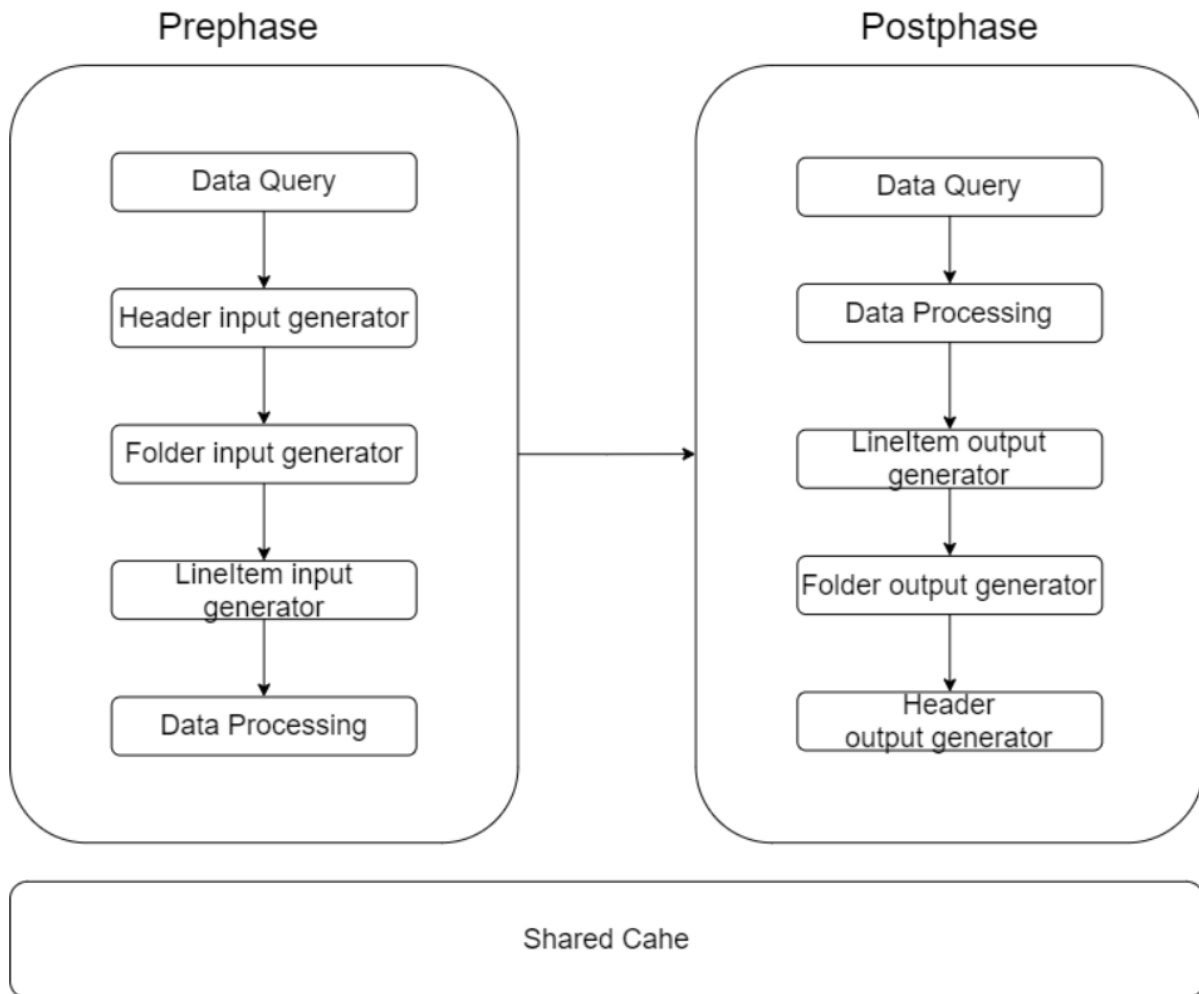 Prephase
Data Query
Header input generator
Folder input generator
LineItem input
generator
Data Processing
Postphase
Data Query
Data Processing
LineItem output
generator
Folder output generator
Header
output generator
Shared Cahe